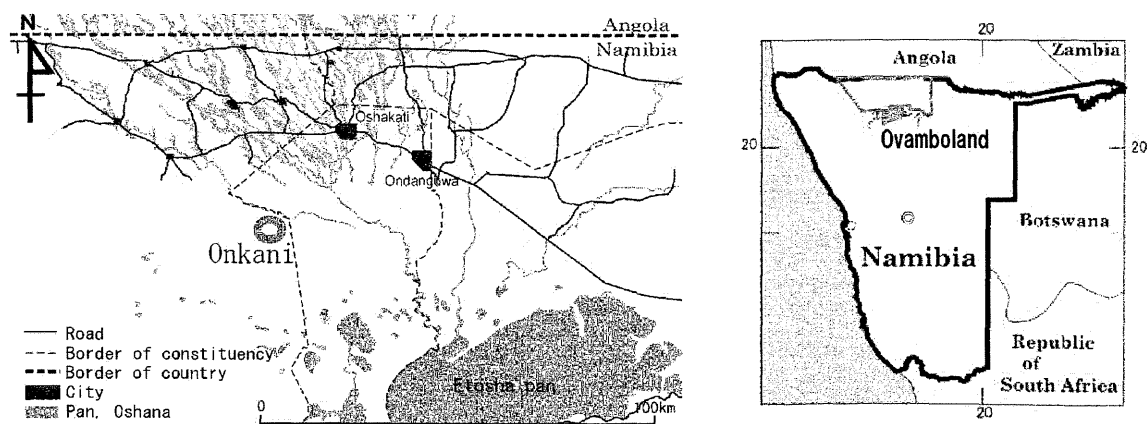 N
Angola
Namibia
Oshakati
Ondangwa
Onkani
Road
Border of constituency
Border of country
City
Pan, Oshana
Etosha pan
0
100km
20
Angola
Zambia
20
Ovamboland
20
Botswana
Namibia
Republic
of
South Africa
20